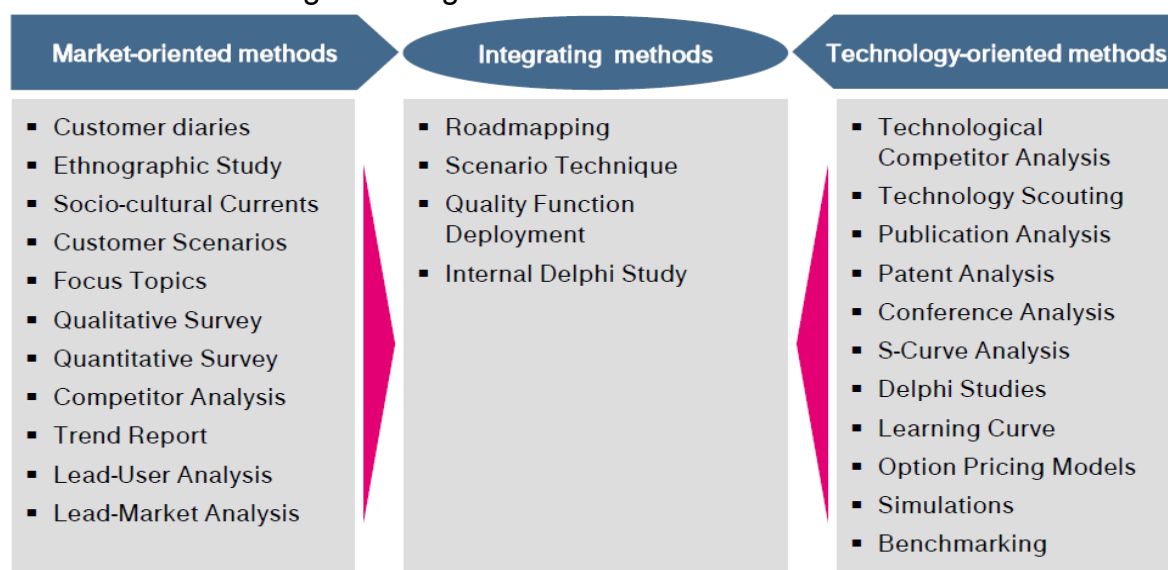 Market-oriented methods
Customer diaries
Ethnographic Study
Socio-cultural Currents
Customer Scenarios
Focus Topics
Qualitative Survey
Quantitative Survey
Competitor Analysis
Trend Report
Lead-User Analysis
Lead-Market Analysis
Integrating methods
Roadmapping
Scenario Technique
Quality Function
Deployment
Internal Delphi Study
Technology-oriented methods
Technological
Competitor Analysis
Technology Scouting
Publication Analysis
Patent Analysis
Conference Analysis
S-Curve Analysis
Delphi Studies
Learning Curve
Option Pricing Models
Simulations
Benchmarking